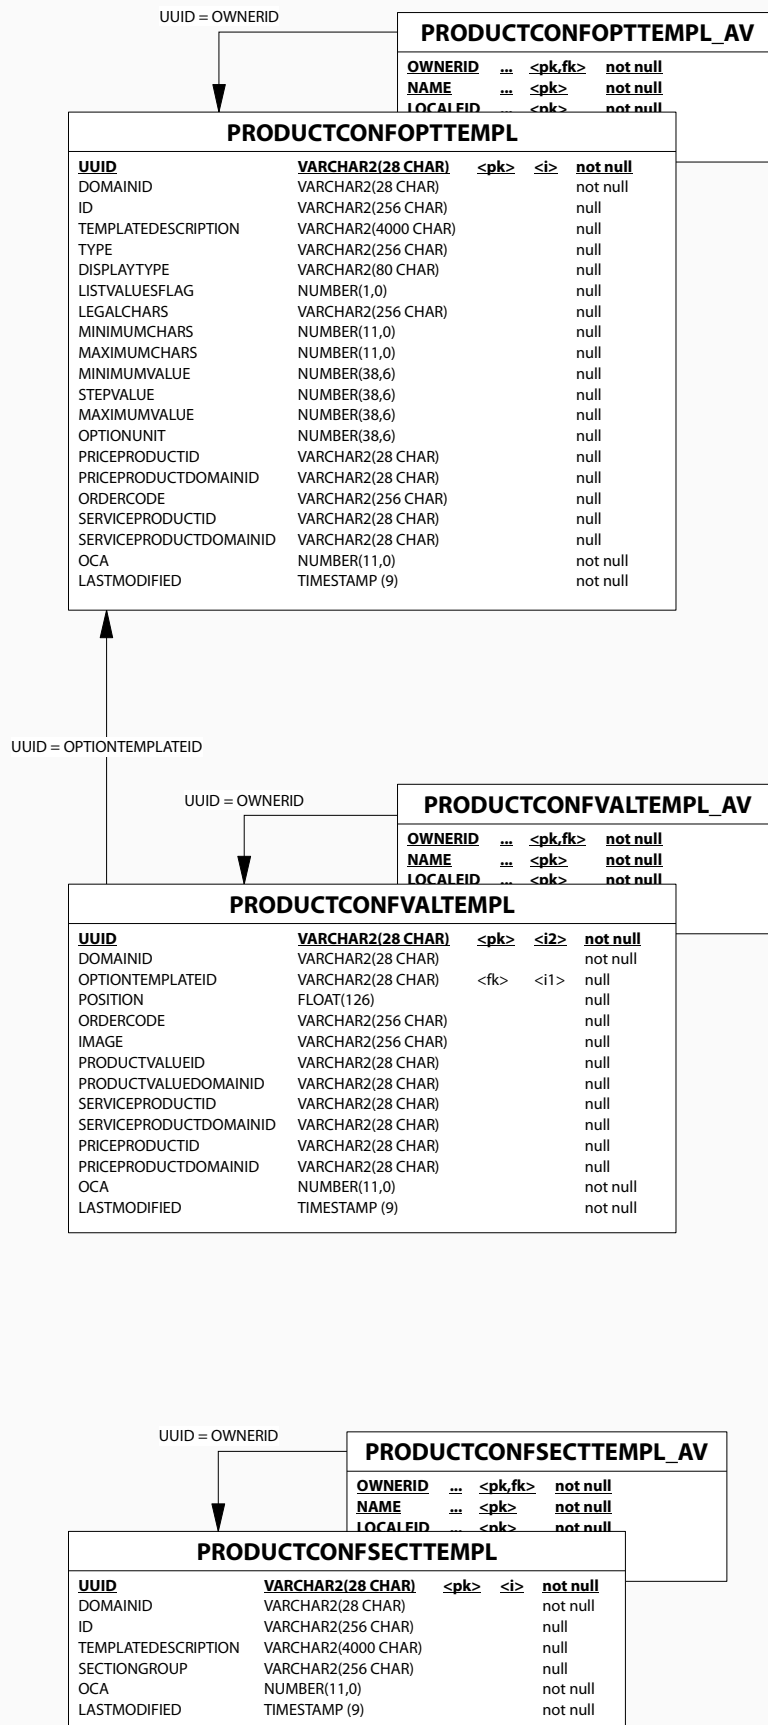 UUID = OWNERID
PRODUCTCONFOPTTEMPL_AV
OWNERID ... <pk,fk> not null
NAME ... <pk> not null
LOCALEID ... <pk> not null
PRODUCTCONFOPTTEMPL
UUID VARCHAR2(28 CHAR) <pk> <i> not null
DOMAINID VARCHAR2(28 CHAR) not null
ID VARCHAR2(256 CHAR) null
TEMPLATEDESCRIPTION VARCHAR2(4000 CHAR) null
TYPE VARCHAR2(256 CHAR) null
DISPLAYTYPE VARCHAR2(80 CHAR) null
LISTVALUESFLAG NUMBER(1,0) null
LEGALCHARS VARCHAR2(256 CHAR) null
MINIMUMCHARS NUMBER(11,0) null
MAXIMUMCHARS NUMBER(11,0) null
MINIMUMVALUE NUMBER(38,6) null
STEPVALUE NUMBER(38,6) null
MAXIMUMVALUE NUMBER(38,6) null
OPTIONUNIT NUMBER(38,6) null
PRICEPRODUCTID VARCHAR2(28 CHAR) null
PRICEPRODUCTDOMAINID VARCHAR2(28 CHAR) null
ORDERCODE VARCHAR2(256 CHAR) null
SERVICEPRODUCTID VARCHAR2(28 CHAR) null
SERVICEPRODUCTDOMAINID VARCHAR2(28 CHAR) null
OCA NUMBER(11,0) not null
LASTMODIFIED TIMESTAMP (9) not null
UUID = OPTIONTEMPLATEID
UUID = OWNERID
PRODUCTCONFVALTEMPL_AV
OWNERID ... <pk,fk> not null
NAME ... <pk> not null
LOCALEID ... <pk> not null
PRODUCTCONFVALTEMPL
UUID VARCHAR2(28 CHAR) <pk> <i2> not null
DOMAINID VARCHAR2(28 CHAR) not null
OPTIONTEMPLATEID VARCHAR2(28 CHAR) <fk> <i1> null
POSITION FLOAT(126) null
ORDERCODE VARCHAR2(256 CHAR) null
IMAGE VARCHAR2(256 CHAR) null
PRODUCTVALUEID VARCHAR2(28 CHAR) null
PRODUCTVALUEDOMAINID VARCHAR2(28 CHAR) null
SERVICEPRODUCTID VARCHAR2(28 CHAR) null
SERVICEPRODUCTDOMAINID VARCHAR2(28 CHAR) null
PRICEPRODUCTID VARCHAR2(28 CHAR) null
PRICEPRODUCTDOMAINID VARCHAR2(28 CHAR) null
OCA NUMBER(11,0) not null
LASTMODIFIED TIMESTAMP (9) not null
UUID = OWNERID
PRODUCTCONFSECTTEMPL_AV
OWNERID ... <pk,fk> not null
NAME ... <pk> not null
LOCALEID ... <pk> not null
PRODUCTCONFSECTTEMPL
UUID VARCHAR2(28 CHAR) <pk> <i> not null
DOMAINID VARCHAR2(28 CHAR) not null
ID VARCHAR2(256 CHAR) null
TEMPLATEDESCRIPTION VARCHAR2(4000 CHAR) null
SECTIONGROUP VARCHAR2(256 CHAR) null
OCA NUMBER(11,0) not null
LASTMODIFIED TIMESTAMP (9) not null